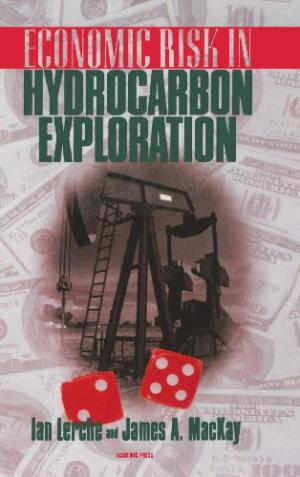 ECONOMIC RISK IN
HYDROCARBON
EXPLORATION
Ian Lerche and James A. MacKay
ACADEMIC PRESS